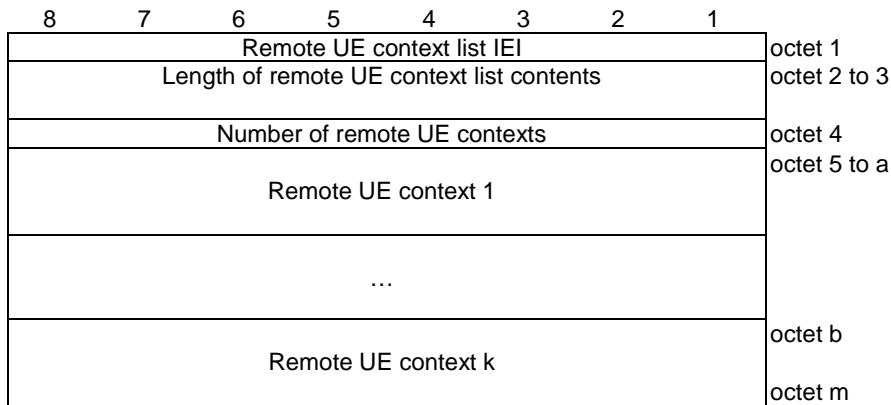 8 7 6 5 4 3 2 1
Remote UE context list IEI octet 1
Length of remote UE context list contents octet 2 to 3
Number of remote UE contexts octet 4
octet 5 to a
Remote UE context 1
…
octet b
Remote UE context k
octet m